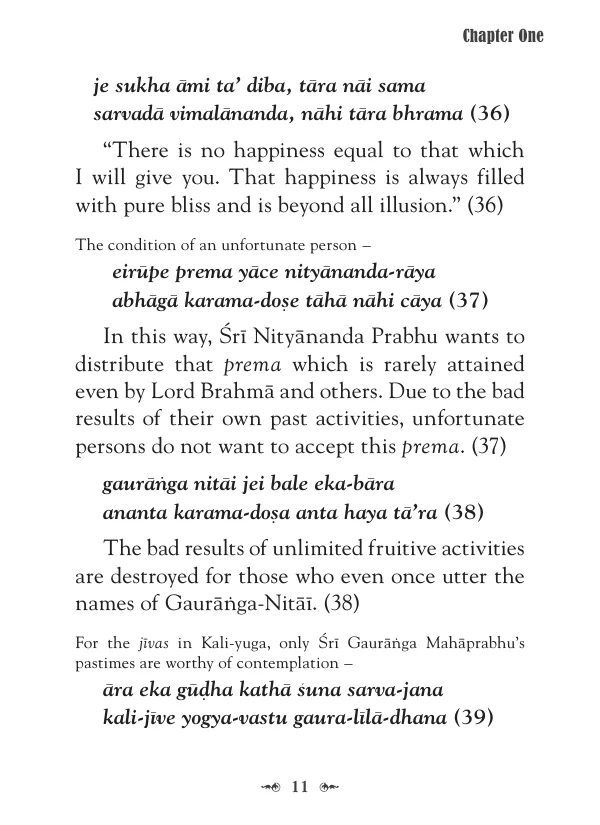 Chapter One
je sukha āmi ta’ diba, tāra nāi sama
sarvadā vimalānanda, nāhi tāra bhrama (36)
“There is no happiness equal to that which
I will give you. That happiness is always filled
with pure bliss and is beyond all illusion.” (36)
The condition of an unfortunate person –
eirūpe prema yāce nityānanda-rāya
abhāgā karama-doṣe tāhā nāhi cāya (37)
In this way, Śrī Nityānanda Prabhu wants to
distribute that prema which is rarely attained
even by Lord Brahmā and others. Due to the bad
results of their own past activities, unfortunate
persons do not want to accept this prema. (37)
gaurāṅga nitāi jei bale eka-bāra
ananta karama-doṣa anta haya tā’ra (38)
The bad results of unlimited fruitive activities
are destroyed for those who even once utter the
names of Gaurāṅga-Nitāī. (38)
For the jīvas in Kali-yuga, only Śrī Gaurāṅga Mahāprabhu’s
pastimes are worthy of contemplation –
āra eka gūḍha kathā śuna sarva-jana
kali-jīve yogya-vastu gaura-līlā-dhana (39)
11